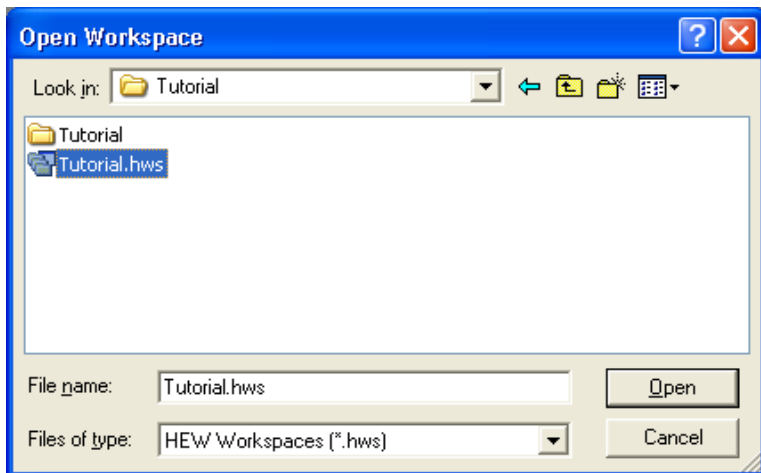 Open Workspace
Look in: Tutorial
Tutorial
Tutorial.hws
File name: Tutorial.hws
Open
Files of type: HEW Workspaces (*.hws)
Cancel